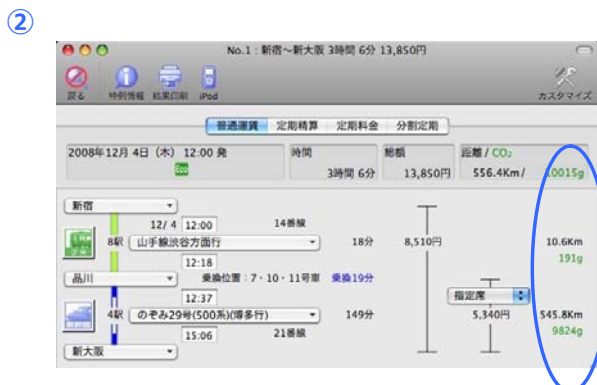 ②
No.1 : 新宿～新大阪 3時間 6分 13,850円
戻る 特例情報 結果印刷 iPod カスタマイズ
普通運賃 定期精算 定期料金 分割定期
2008年12月 4日（木） 12:00 発 時間 総額 距離 / CO₂
Eco 3時間 6分 13,850円 556.4Km / 10015g
新宿
12/ 4 12:00 14番線
8駅 山手線渋谷方面行 18分 8,510円 10.6Km
12:18 191g
品川 乗換位置：7・10・11号車 乗換19分
12:37 指定席
4駅 のぞみ29号(500系)(博多行) 149分 5,340円 545.8Km
15:06 21番線 9824g
新大阪